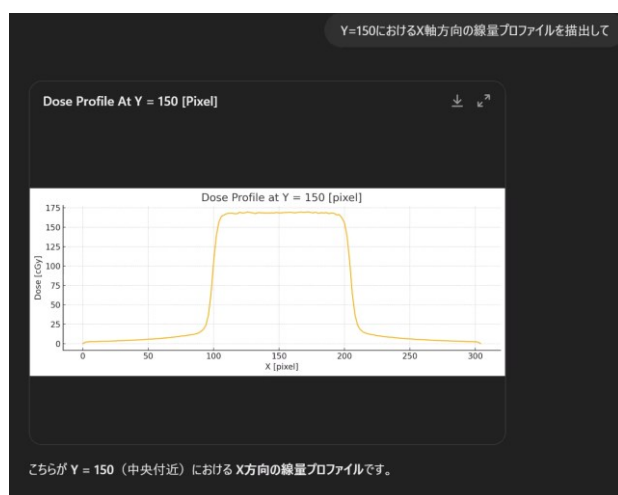 Y=150におけるX軸方向の線量プロファイルを描出して
Dose Profile At Y = 150 [Pixel]
Dose Profile at Y = 150 [pixel]
175
150
125
100
75
50
25
0
Dose [cGy]
0 50 100 150 200 250 300
X [pixel]
こちらが Y = 150（中央付近）における X方向の線量プロファイルです。